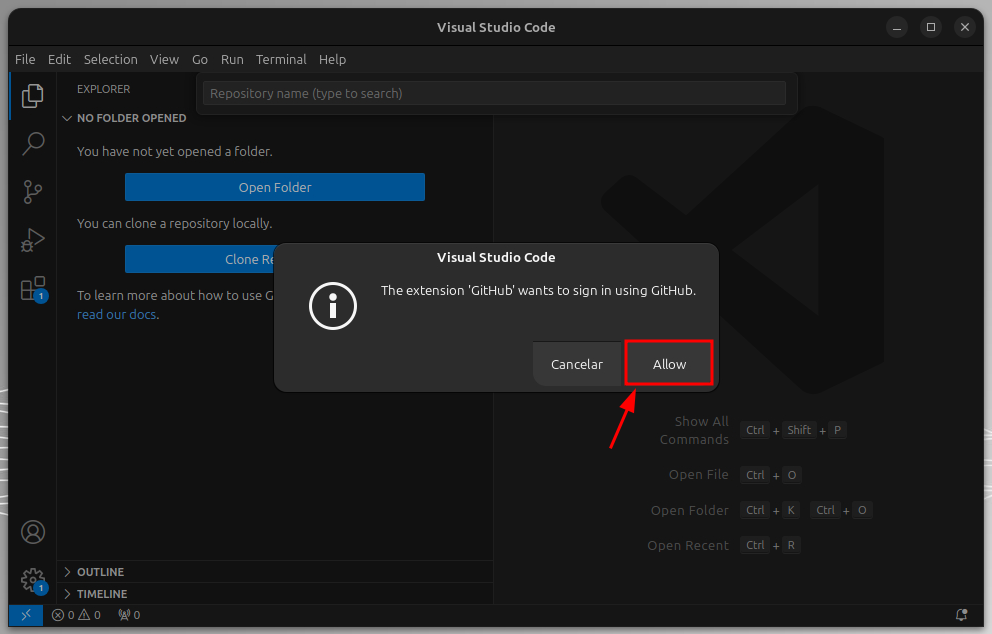 Visual Studio Code
File Edit Selection View Go Run Terminal Help
EXPLORER
Repository name (type to search)
NO FOLDER OPENED
You have not yet opened a folder.
Open Folder
You can clone a repository locally.
Clone Re
To learn more about how to use G
read our docs.
Visual Studio Code
The extension 'GitHub' wants to sign in using GitHub.
Cancelar Allow
1
Show All
Commands Ctrl + Shift + P
Open File Ctrl + O
Open Folder Ctrl + K Ctrl + O
Open Recent Ctrl + R
OUTLINE
1
TIMELINE
0 0 0